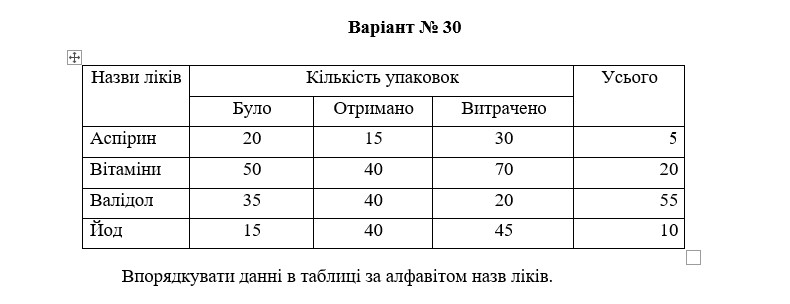 Варіант № 30
Назви ліків Кількість упаковок Усього
Було Отримано Витрачено
Аспірин 20 15 30 5
Вітаміни 50 40 70 20
Валідол 35 40 20 55
Йод 15 40 45 10
Впорядкувати данні в таблиці за алфавітом назв ліків.